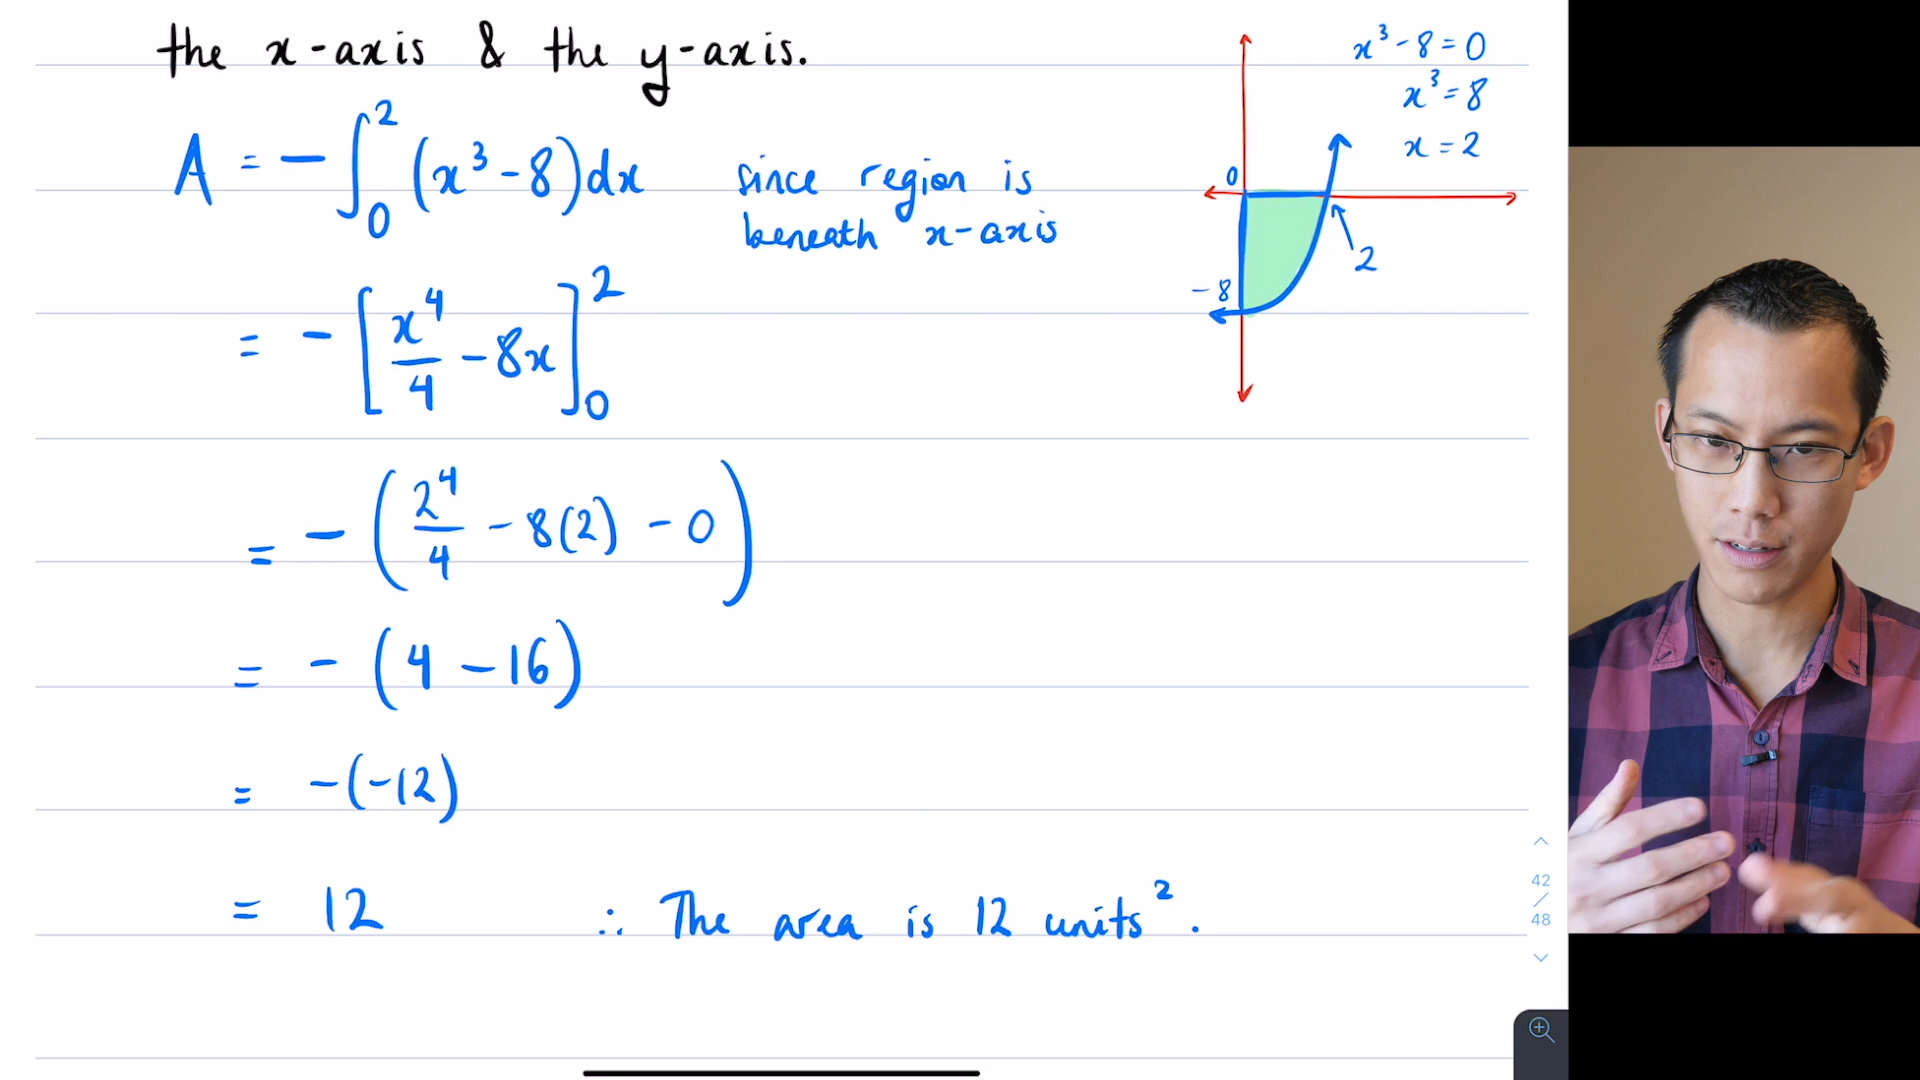 the x-axis & the y-axis.
A = - ∫₀² (x³ - 8) dx since region is
beneath x-axis
= - [x⁴/4 - 8x]₀²
= - (2⁴/4 - 8(2) - 0)
= - (4 - 16)
= -(-12)
= 12 ∴ The area is 12 units².
x³ - 8 = 0
x³ = 8
x = 2
0
2
-8
42
/
48